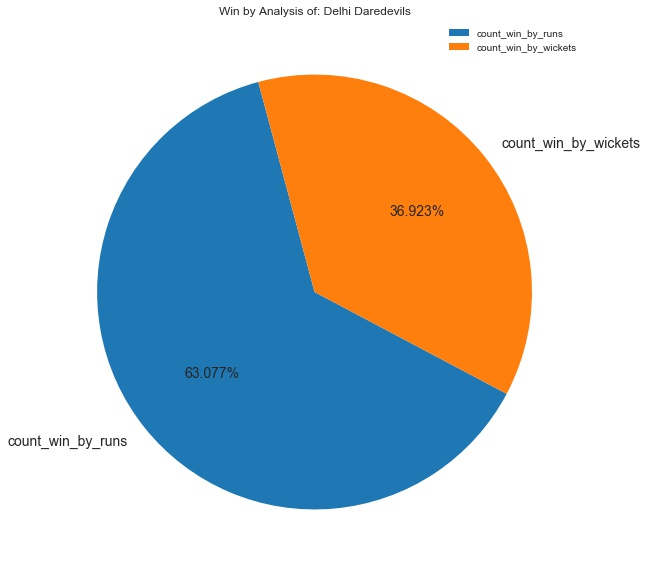 Win by Analysis of: Delhi Daredevils
count_win_by_runs
count_win_by_wickets
count_win_by_wickets
36.923%
63.077%
count_win_by_runs